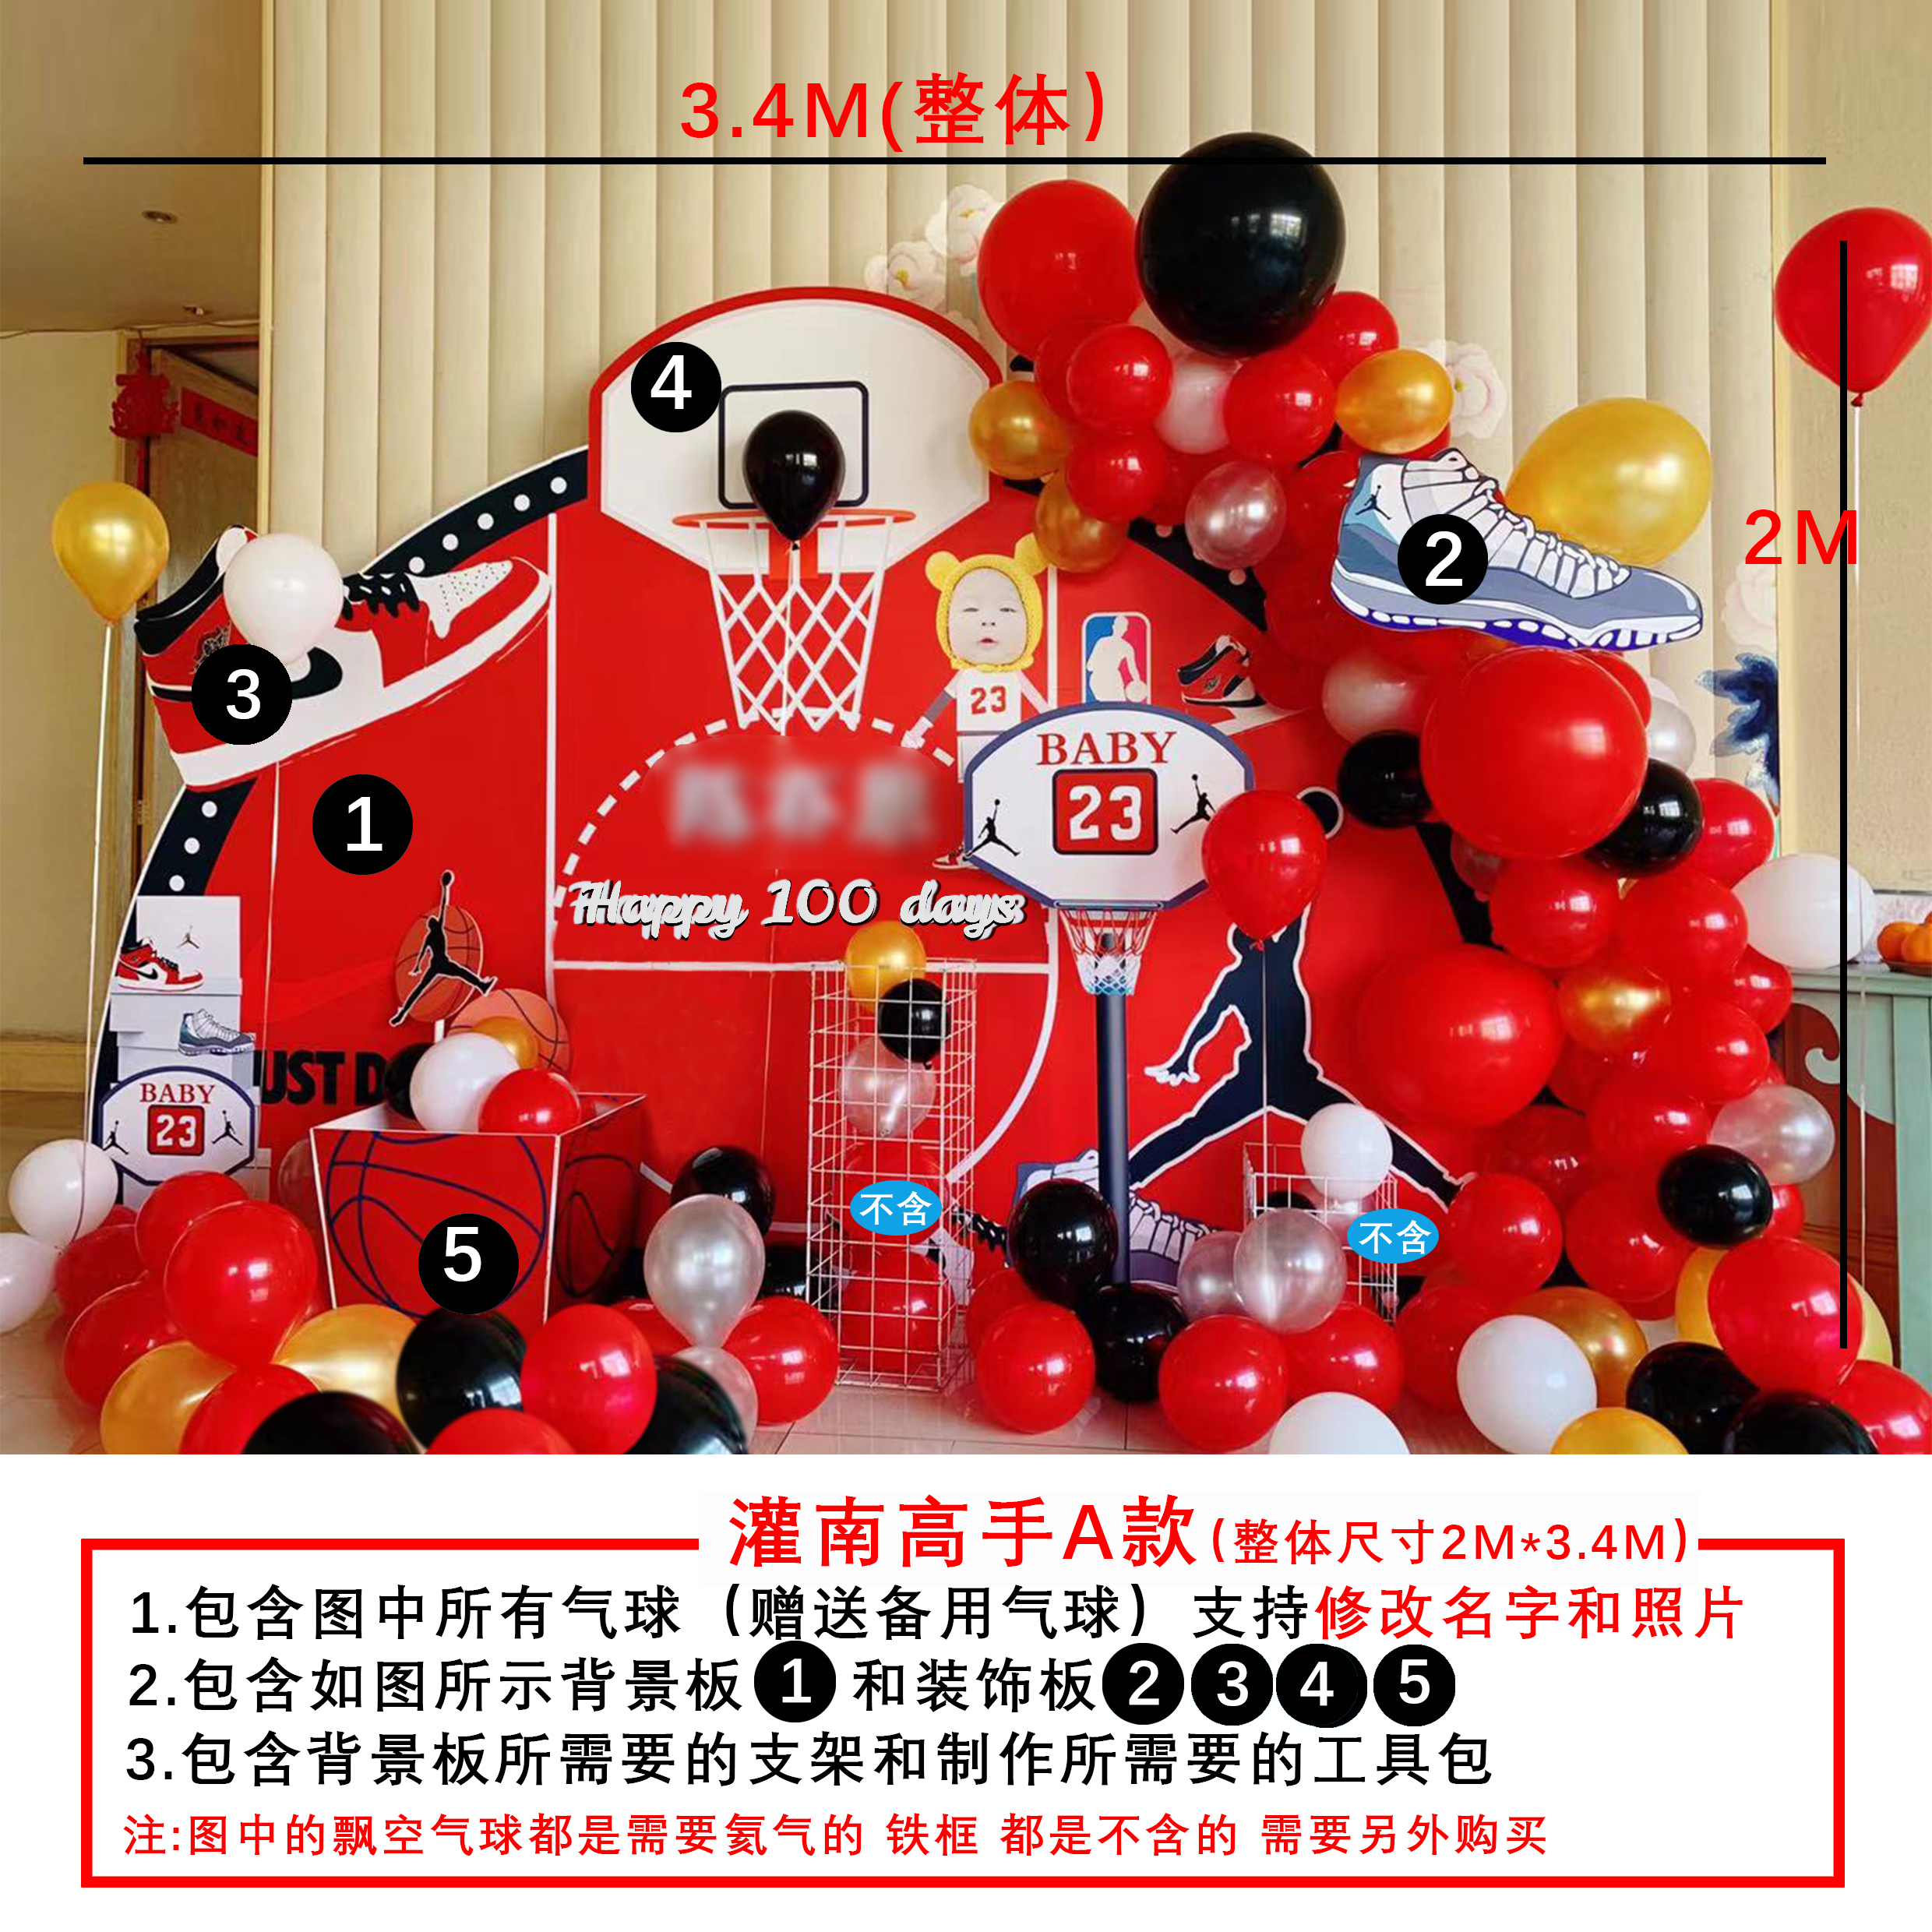 3.4M(整体)
4
2
2M
3
23
BABY
23
1
Happy 100 days
BABY
23
UST D
5
不含
不含
灌南高手A款(整体尺寸2M*3.4M)
1.包含图中所有气球（赠送备用气球）支持修改名字和照片
2.包含如图所示背景板1和装饰板2345
3.包含背景板所需要的支架和制作所需要的工具包
注:图中的飘空气球都是需要氦气的 铁框 都是不含的 需要另外购买